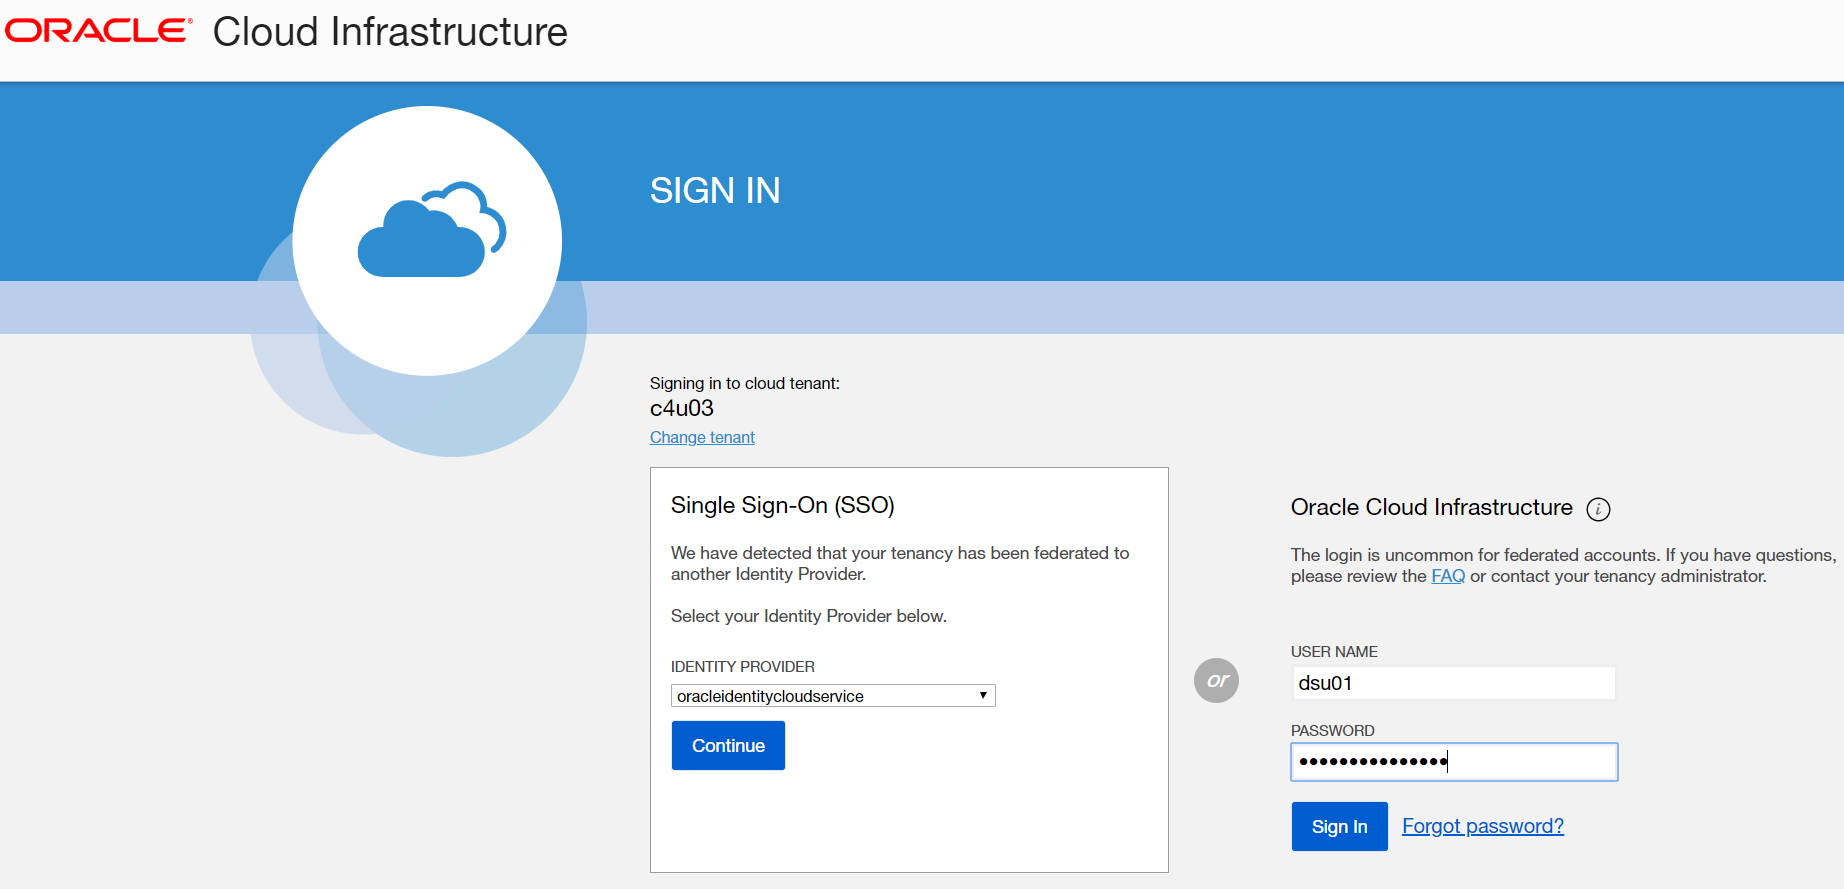 ORACLE® Cloud Infrastructure
SIGN IN
Signing in to cloud tenant:
c4u03
Change tenant
Single Sign-On (SSO)
We have detected that your tenancy has been federated to
another Identity Provider.
Select your Identity Provider below.
IDENTITY PROVIDER
oracleidentitycloudservice
Continue
or
Oracle Cloud Infrastructure i
The login is uncommon for federated accounts. If you have questions,
please review the FAQ or contact your tenancy administrator.
USER NAME
dsu01
PASSWORD
•••••••••••••••
Sign In Forgot password?